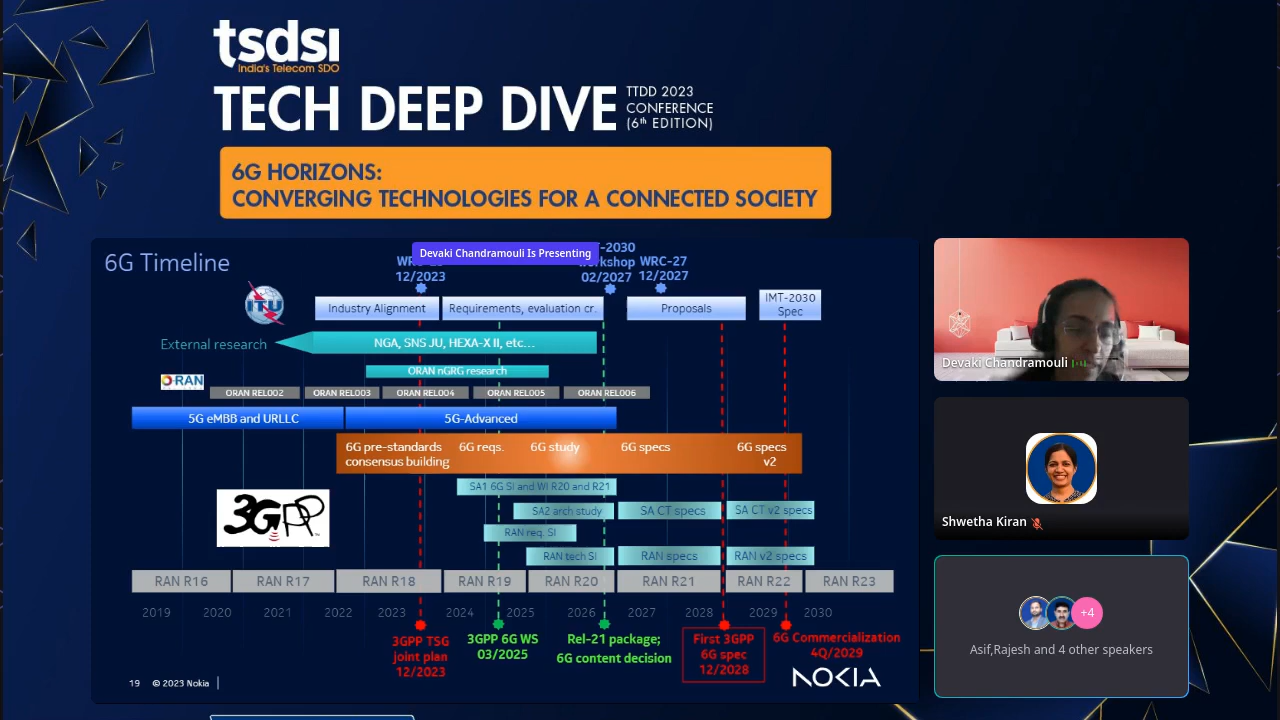 tsdsi
India's Telecom SDO
TECH DEEP DIVE
TTDD 2023
CONFERENCE
(6th EDITION)
6G HORIZONS:
CONVERGING TECHNOLOGIES FOR A CONNECTED SOCIETY
6G Timeline
Devaki Chandramouli Is Presenting
12/2023
-2030
02/2027
WRC-27
12/2027
ITU
Industry Alignment
Requirements, evaluation cr.
Proposals
IMT-2030
Spec
External research
NGA, SNS JU, HEXA-X II, etc...
ORAN nGRG research
O-RAN
ORAN REL002
ORAN REL003
ORAN REL004
ORAN REL005
ORAN REL006
5G eMBB and URLLC
5G-Advanced
6G pre-standards
consensus building
6G reqs.
6G study
6G specs
6G specs
v2
SA1 6G SI and WI R20 and R21
3GPP
SA2 arch study
SA CT specs
SA CT v2 specs
RAN req. SI
RAN tech SI
RAN specs
RAN v2 specs
RAN R16
RAN R17
RAN R18
RAN R19
RAN R20
RAN R21
RAN R22
RAN R23
2019
2020
2021
2022
2023
2024
2025
2026
2027
2028
2029
2030
3GPP TSG
joint plan
12/2023
3GPP 6G WS
03/2025
Rel-21 package;
6G content decision
First 3GPP
6G spec
12/2028
6G Commercialization
4Q/2029
19 © 2023 Nokia
NOKIA
Devaki Chandramouli
Shwetha Kiran
+4
Asif,Rajesh and 4 other speakers